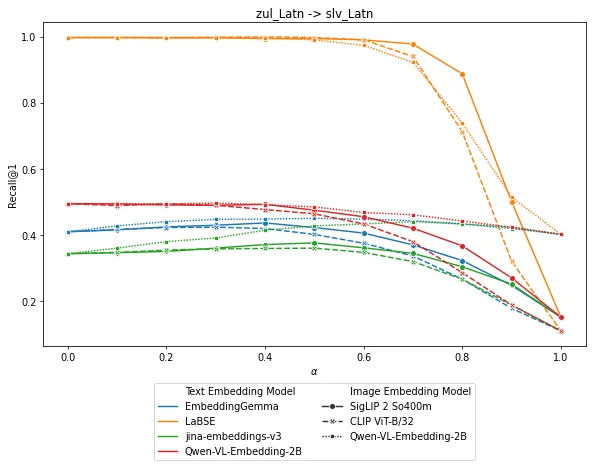 zul_Latn -> slv_Latn
Recall@1
1.0
0.8
0.6
0.4
0.2
0.0 0.2 0.4 0.6 0.8 1.0
α
Text Embedding Model Image Embedding Model
EmbeddingGemma SigLIP 2 So400m
LaBSE CLIP ViT-B/32
jina-embeddings-v3 Qwen-VL-Embedding-2B
Qwen-VL-Embedding-2B